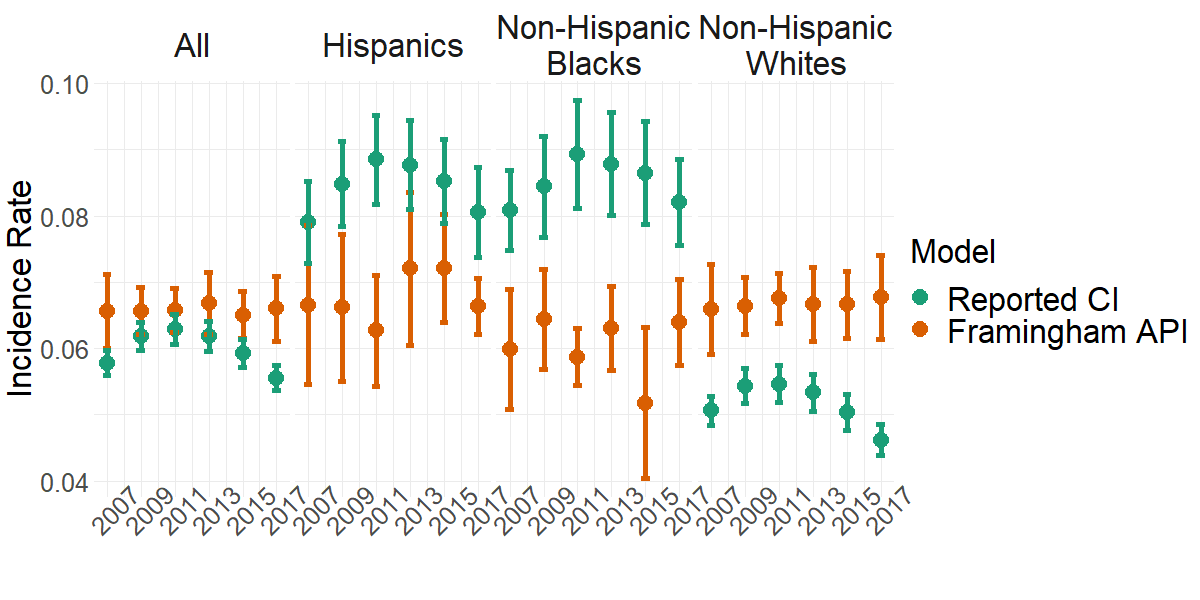 All
Hispanics
Non-Hispanic
Blacks
Non-Hispanic
Whites
Incidence Rate
0.10
0.08
0.06
0.04
2007
2009
2011
2013
2015
2017
2007
2009
2011
2013
2015
2017
2007
2009
2011
2013
2015
2017
2007
2009
2011
2013
2015
2017
Model
Reported CI
Framingham API